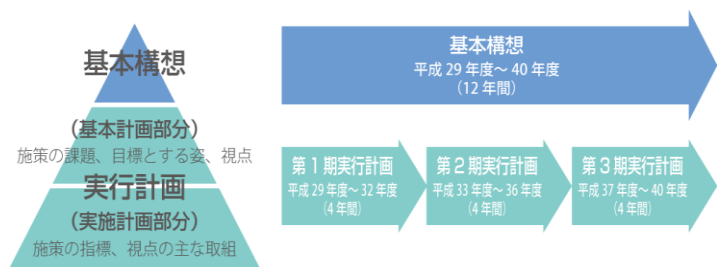 基本構想
（基本計画部分）
施策の課題、目標とする姿、視点
実行計画
（実施計画部分）
施策の指標、視点の主な取組
基本構想
平成 29 年度～ 40 年度
（12 年間）
第１期実行計画
平成 29 年度～ 32 年度
（4 年間）
第２期実行計画
平成 33 年度～ 36 年度
（4 年間）
第３期実行計画
平成 37 年度～ 40 年度
（4 年間）